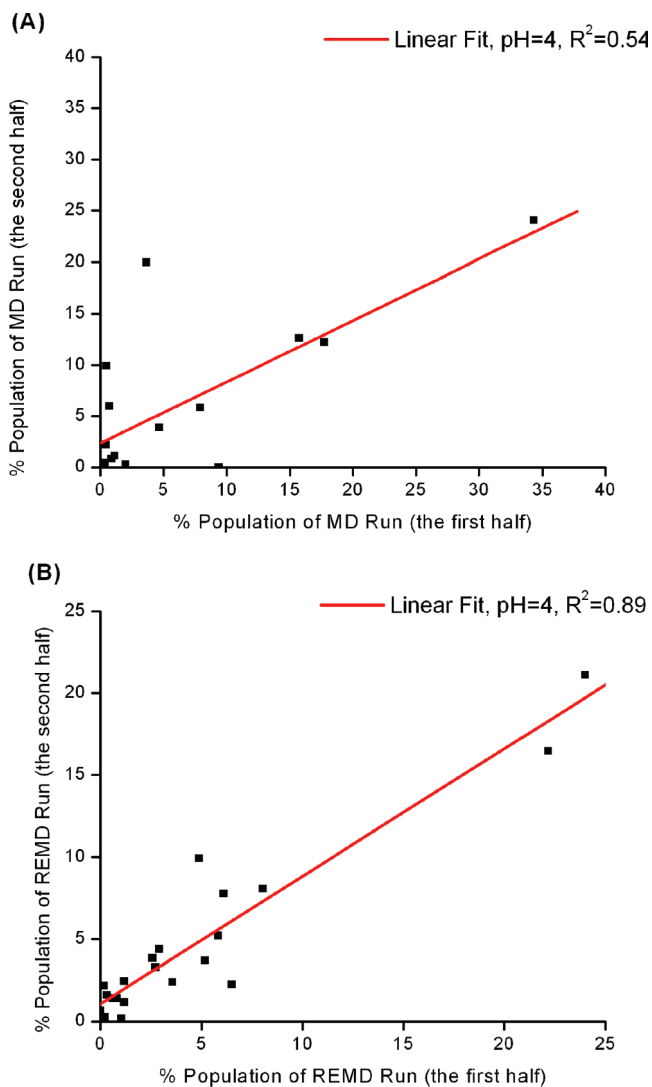 (A)
Linear Fit, pH=4, R²=0.54
% Population of MD Run (the second half)
40
35
30
25
20
15
10
5
0
0 5 10 15 20 25 30 35 40
% Population of MD Run (the first half)
(B)
Linear Fit, pH=4, R²=0.89
% Population of REMD Run (the second half)
25
20
15
10
5
0
0 5 10 15 20 25
% Population of REMD Run (the first half)